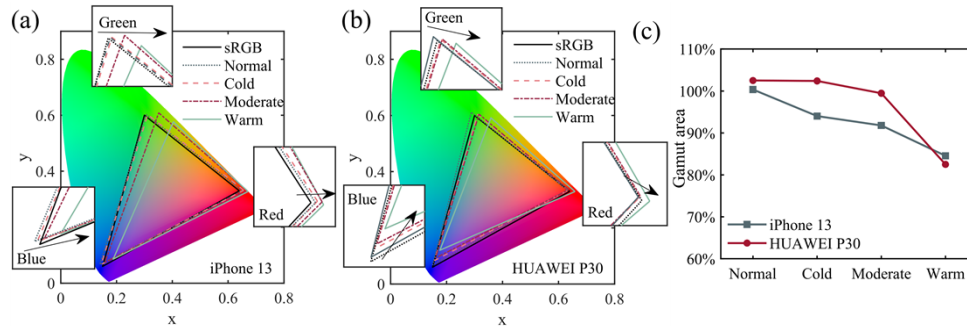 (a)
Green
sRGB
Normal
Cold
Moderate
Warm
Red
Blue
iPhone 13
y
0.8
0.6
0.4
0.2
0
0
0.2
0.4
0.6
0.8
x
(b)
Green
sRGB
Normal
Cold
Moderate
Warm
Blue
Red
HUAWEI P30
y
0.8
0.6
0.4
0
0.2
0.4
0.6
0.8
x
(c)
Gamut area
110%
100%
90%
80%
70%
60%
iPhone 13
HUAWEI P30
Normal Cold Moderate Warm